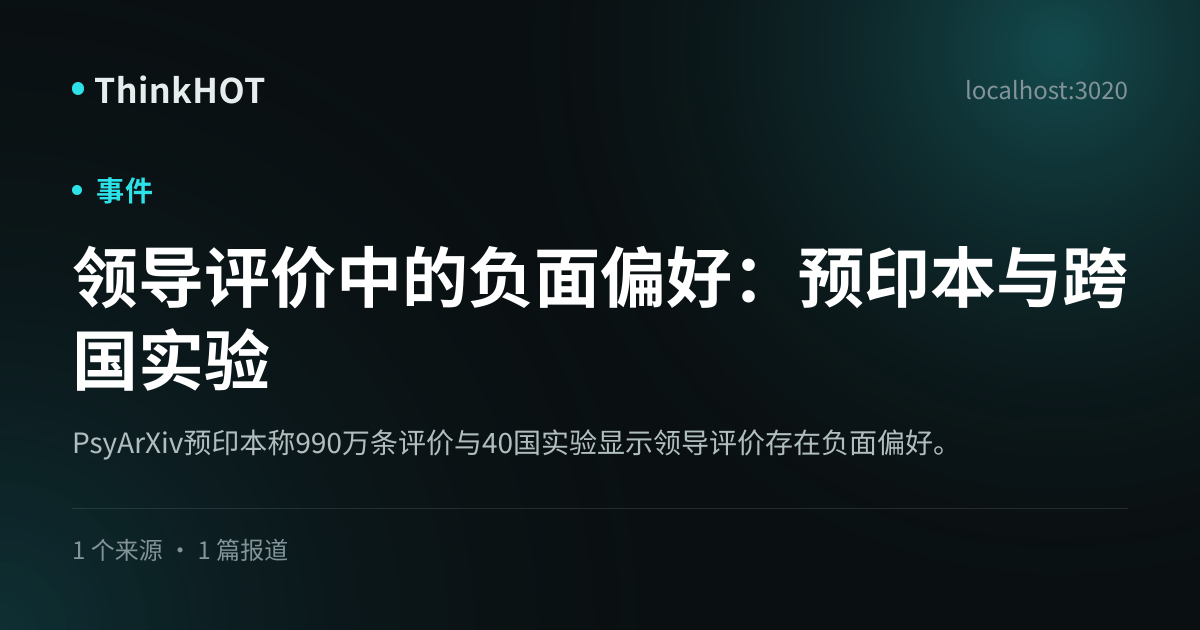 ThinkHOT
localhost:3020
事件
领导评价中的负面偏好：预印本与跨
国实验
PsyArXiv预印本称990万条评价与40国实验显示领导评价存在负面偏好。
1 个来源 · 1 篇报道